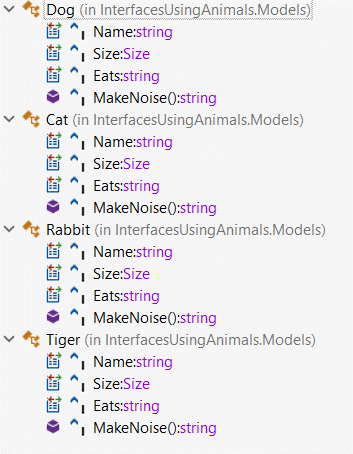 Dog (in InterfacesUsingAnimals.Models)
Name:string
Size:Size
Eats:string
MakeNoise():string
Cat (in InterfacesUsingAnimals.Models)
Name:string
Size:Size
Eats:string
MakeNoise():string
Rabbit (in InterfacesUsingAnimals.Models)
Name:string
Size:Size
Eats:string
MakeNoise():string
Tiger (in InterfacesUsingAnimals.Models)
Name:string
Size:Size
Eats:string
MakeNoise():string